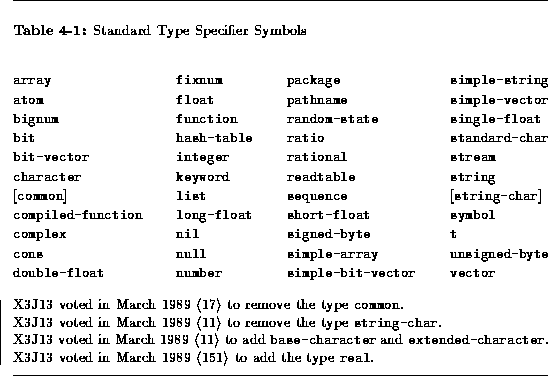 Table 4-1: Standard Type Specifier Symbols
array fixnum package simple-string
atom float pathname simple-vector
bignum function random-state single-float
bit hash-table ratio standard-char
bit-vector integer rational stream
character keyword readtable string
[common] list sequence [string-char]
compiled-function long-float short-float symbol
complex nil signed-byte t
cons null simple-array unsigned-byte
double-float number simple-bit-vector vector
X3J13 voted in March 1989 ⟨17⟩ to remove the type common.
X3J13 voted in March 1989 ⟨11⟩ to remove the type string-char.
X3J13 voted in March 1989 ⟨11⟩ to add base-character and extended-character.
X3J13 voted in March 1989 ⟨151⟩ to add the type real.